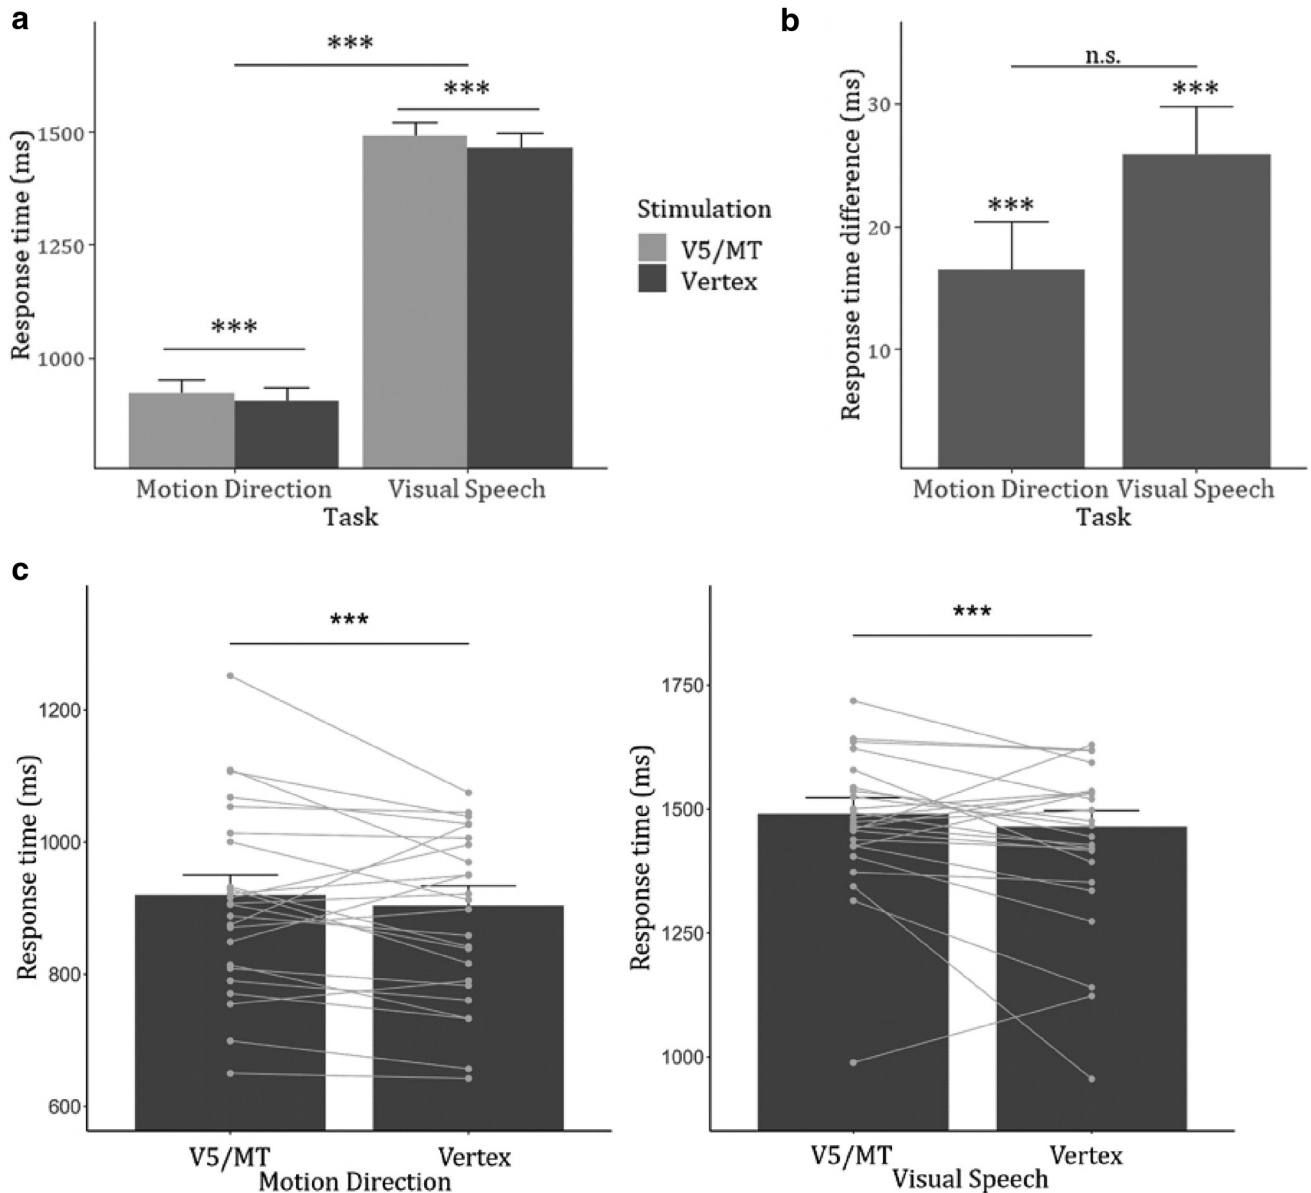 a
***
***
***
Response time (ms)
1500
1250
1000
Motion Direction
Visual Speech
Task
Stimulation
V5/MT
Vertex
b
n.s.
***
***
Response time difference (ms)
30
20
10
Motion Direction
Visual Speech
Task
c
***
Response time (ms)
1200
1000
800
600
V5/MT
Vertex
Motion Direction
***
Response time (ms)
1750
1500
1250
1000
V5/MT
Vertex
Visual Speech